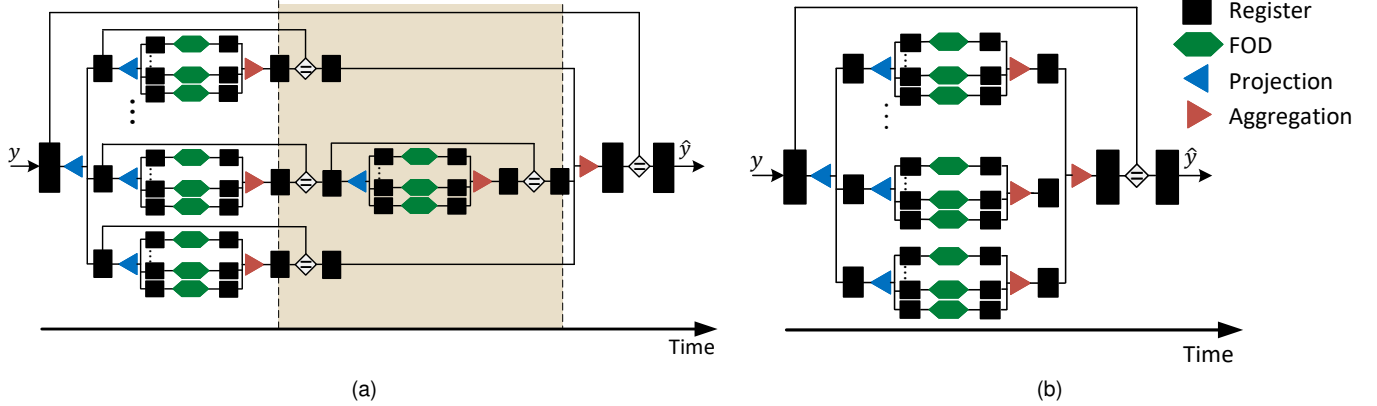 y
ŷ
Time
(a)
y
ŷ
Time
(b)
Register
FOD
Projection
Aggregation